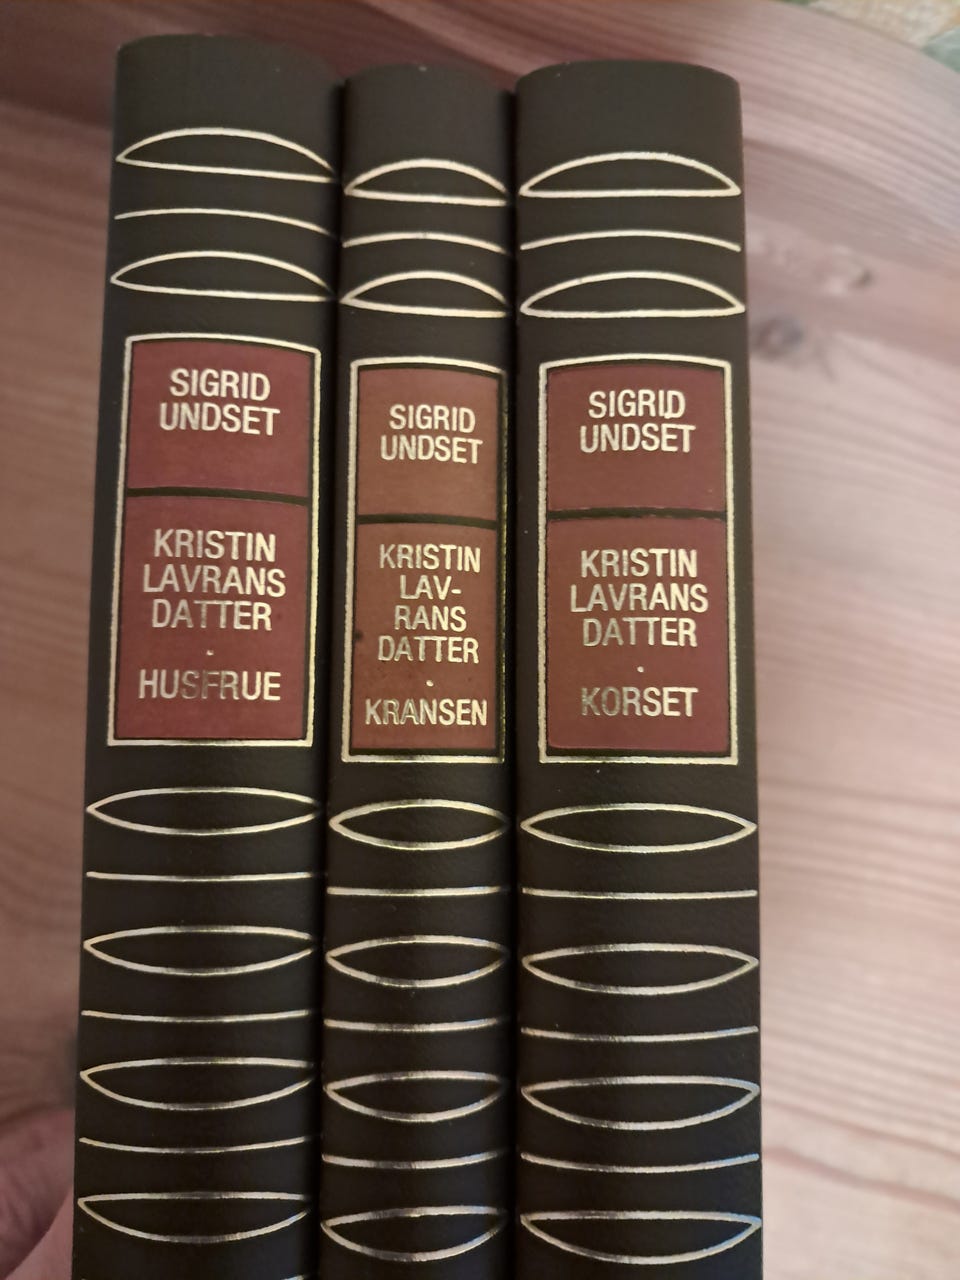 SIGRID
UNDSET
KRISTIN
LAVRANS
DATTER
·
HUSFRUE
SIGRID
UNDSET
KRISTIN
LAV-
RANS
DATTER
·
KRANSEN
SIGRID
UNDSET
KRISTIN
LAVRANS
DATTER
·
KORSET